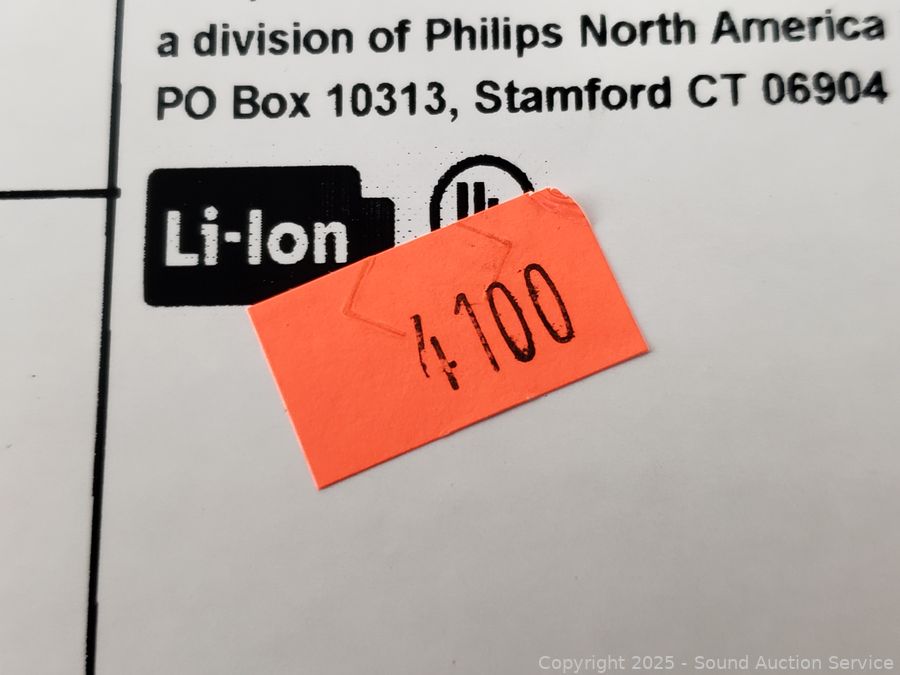 a division of Philips North America
PO Box 10313, Stamford CT 06904
Li-Ion
4100
Copyright 2025 - Sound Auction Service